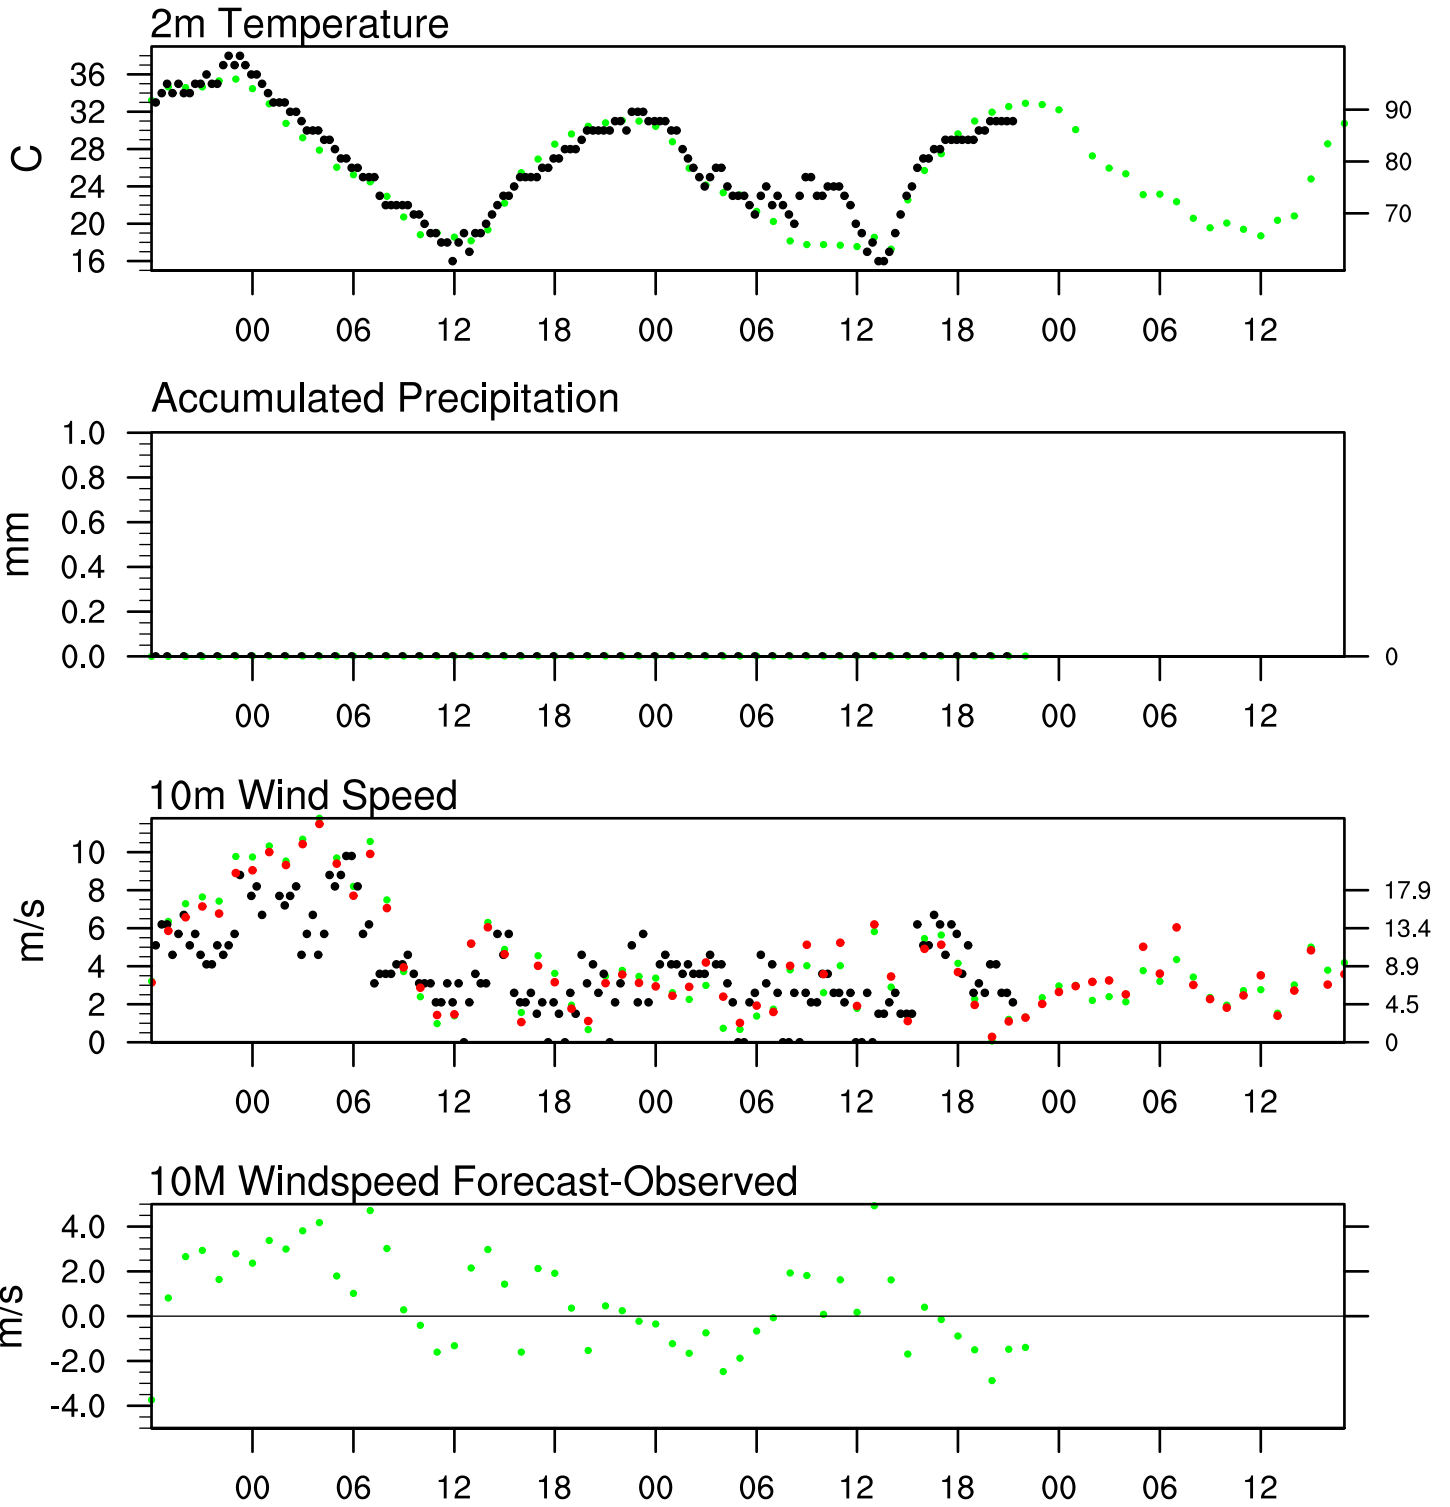 2m Temperature
36
32
28
24
20
16
C
90
80
70
00 06 12 18 00 06 12 18 00 06 12
Accumulated Precipitation
1.0
0.8
0.6
0.4
0.2
0.0
mm
0
00 06 12 18 00 06 12 18 00 06 12
10m Wind Speed
10
8
6
4
2
0
m/s
17.9
13.4
8.9
4.5
0
00 06 12 18 00 06 12 18 00 06 12
10M Windspeed Forecast-Observed
4.0
2.0
0.0
-2.0
-4.0
m/s
00 06 12 18 00 06 12 18 00 06 12